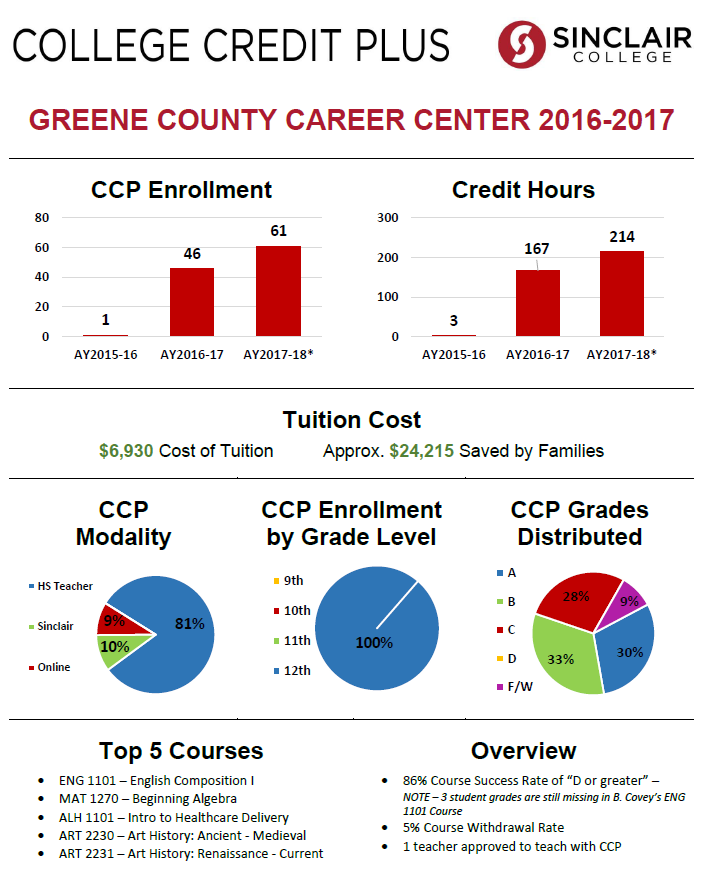 COLLEGE CREDIT PLUS
SINCLAIR
COLLEGE
GREENE COUNTY CAREER CENTER 2016-2017
CCP Enrollment
80
60
40
20
0
1
46
61
AY2015-16
AY2016-17
AY2017-18*
Credit Hours
300
200
100
0
3
167
214
AY2015-16
AY2016-17
AY2017-18*
Tuition Cost
$6,930 Cost of Tuition
Approx. $24,215 Saved by Families
CCP
Modality
HS Teacher
Sinclair
Online
81%
9%
10%
CCP Enrollment
by Grade Level
9th
10th
11th
12th
100%
CCP Grades
Distributed
A
B
C
D
F/W
28%
9%
33%
30%
Top 5 Courses
• ENG 1101 – English Composition I
• MAT 1270 – Beginning Algebra
• ALH 1101 – Intro to Healthcare Delivery
• ART 2230 – Art History: Ancient - Medieval
• ART 2231 – Art History: Renaissance - Current
Overview
• 86% Course Success Rate of “D or greater” –
NOTE – 3 student grades are still missing in B. Covey’s ENG
1101 Course
• 5% Course Withdrawal Rate
• 1 teacher approved to teach with CCP